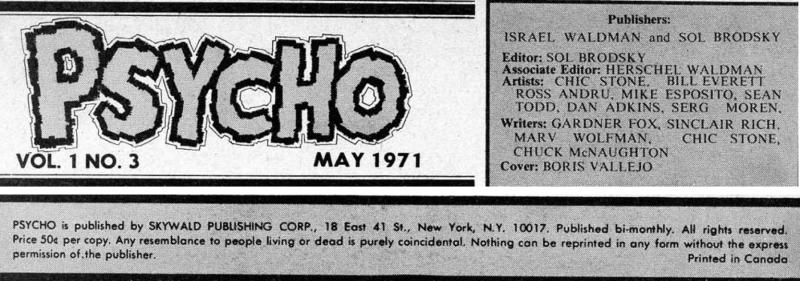 PSYCHO
VOL. 1 NO. 3 MAY 1971
Publishers:
ISRAEL WALDMAN and SOL BRODSKY
Editor: SOL BRODSKY
Associate Editor: HERSCHEL WALDMAN
Artists: CHIC STONE, BILL EVERETT
ROSS ANDRU, MIKE ESPOSITO, SEAN
TODD, DAN ADKINS, SERG MOREN,
Writers: GARDNER FOX, SINCLAIR RICH,
MARV WOLFMAN, CHIC STONE,
CHUCK McNAUGHTON
Cover: BORIS VALLEJO
PSYCHO is published by SKYWALD PUBLISHING CORP., 18 East 41 St., New York, N.Y. 10017. Published bi-monthly. All rights reserved.
Price 50¢ per copy. Any resemblance to people living or dead is purely coincidental. Nothing can be reprinted in any form without the express
permission of.the publisher. Printed in Canada